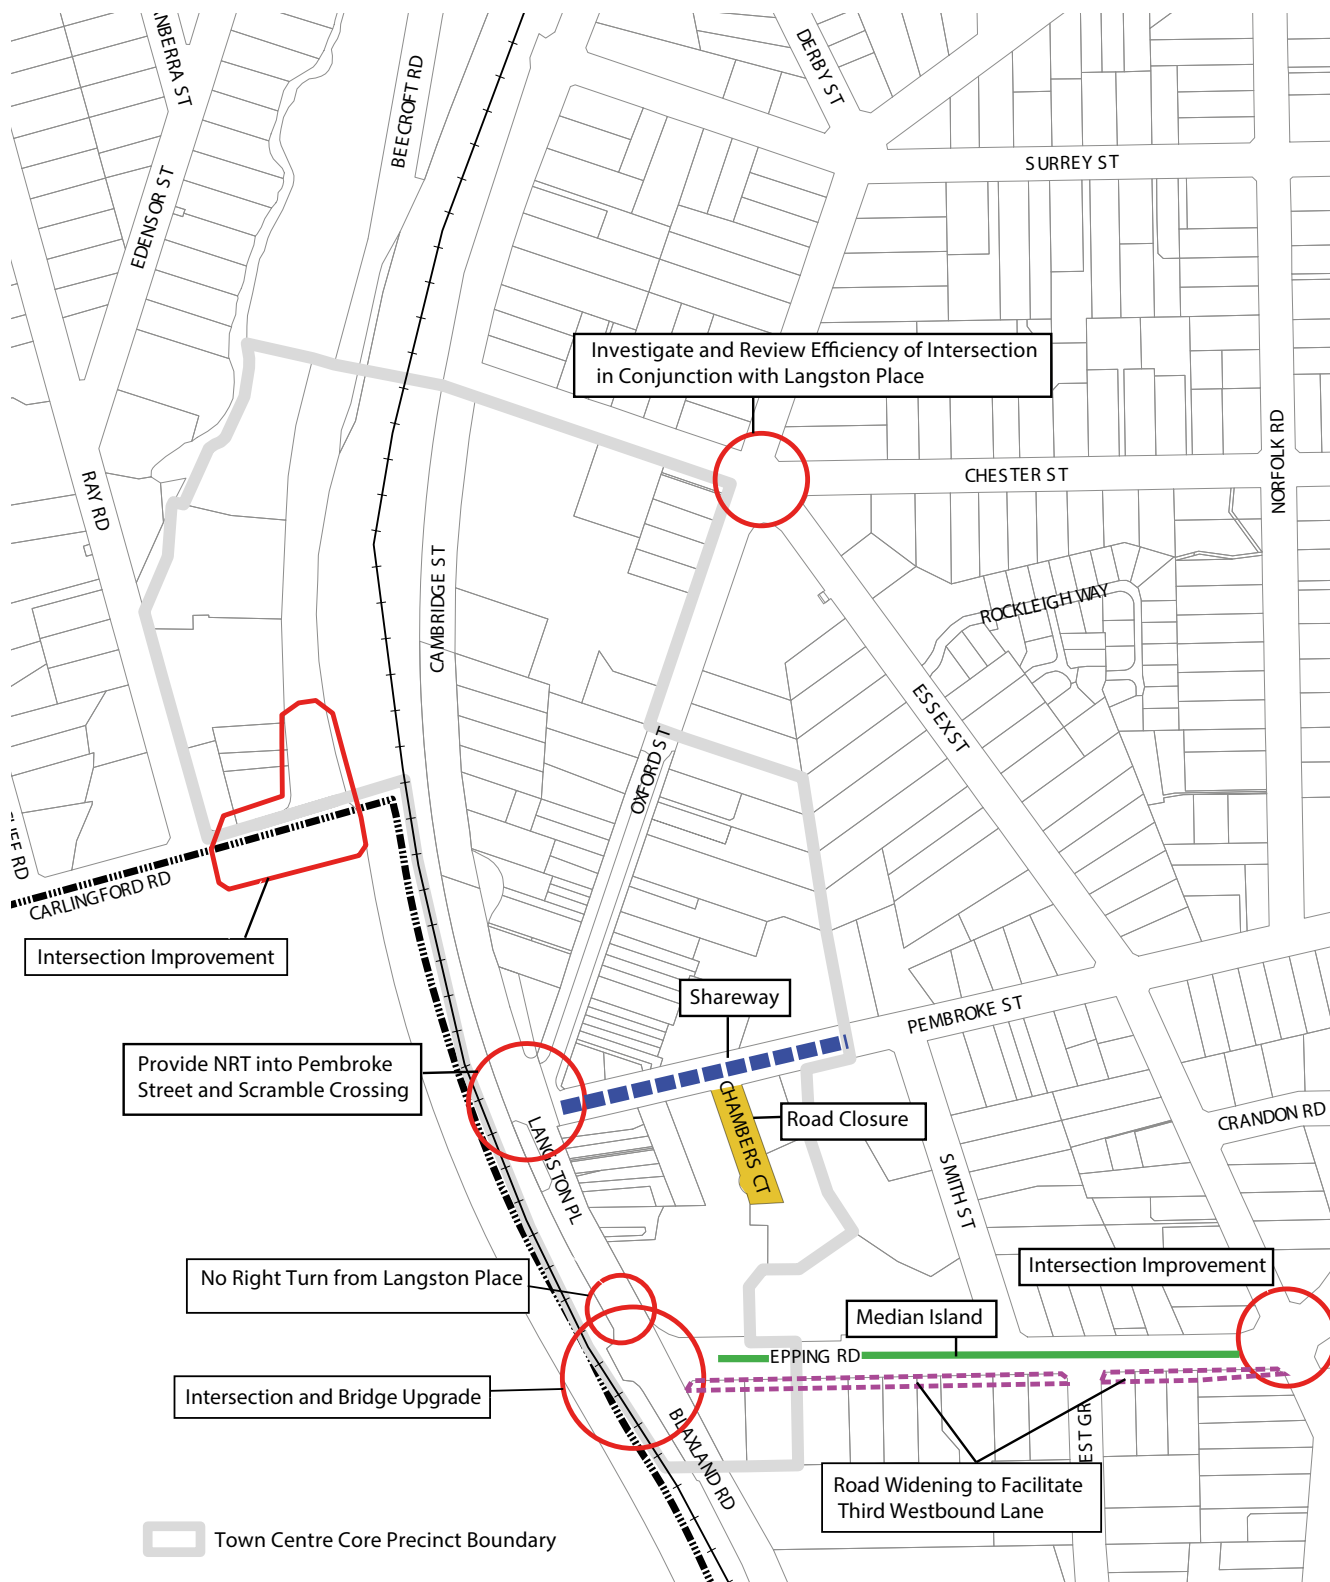 DERBY ST
BEECROFT RD
SURREY ST
EDENSOR ST
Investigate and Review Efficiency of Intersection
in Conjunction with Langston Place
NORFOLK RD
CHESTER ST
RAY RD
CAMBRIDGE ST
ROCKLEIGH WAY
ESSEX ST
OXFORD ST
CARLINGFORD RD
Intersection Improvement
Shareway
PEMBROKE ST
Provide NRT into Pembroke
Street and Scramble Crossing
CHAMBERS CT
Road Closure
CRANDON RD
LANGSTON PL
SMITH ST
No Right Turn from Langston Place
Intersection Improvement
Median Island
EPPING RD
Intersection and Bridge Upgrade
BLAXLAND RD
EST GR
Road Widening to Facilitate
Third Westbound Lane
Town Centre Core Precinct Boundary